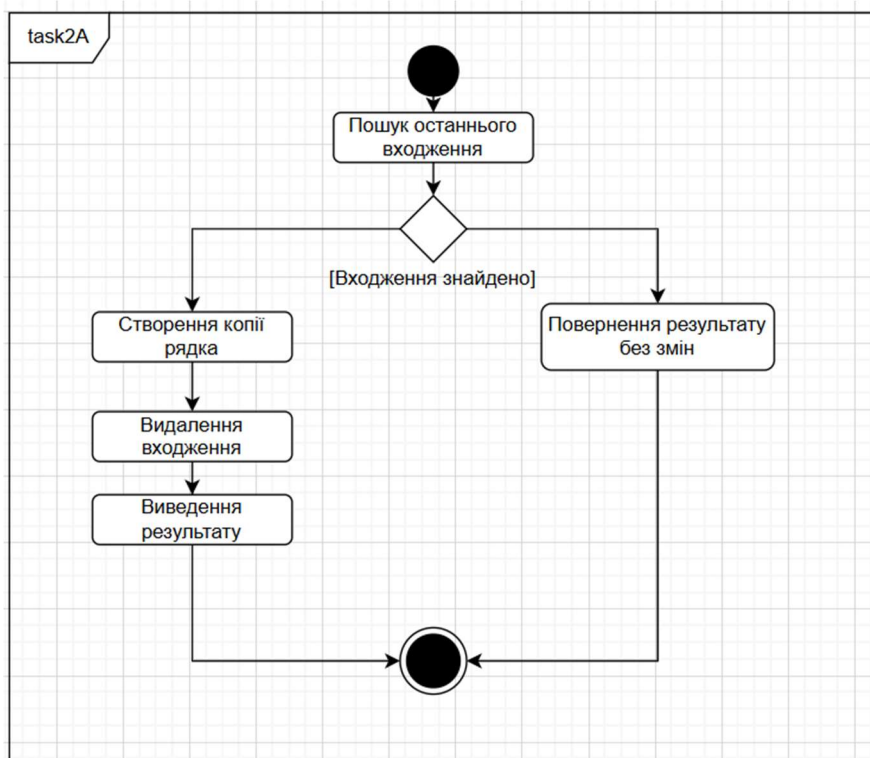 task2A
Пошук останнього
входження
[Входження знайдено]
Створення копії
рядка
Повернення результату
без змін
Видалення
входження
Виведення
результату